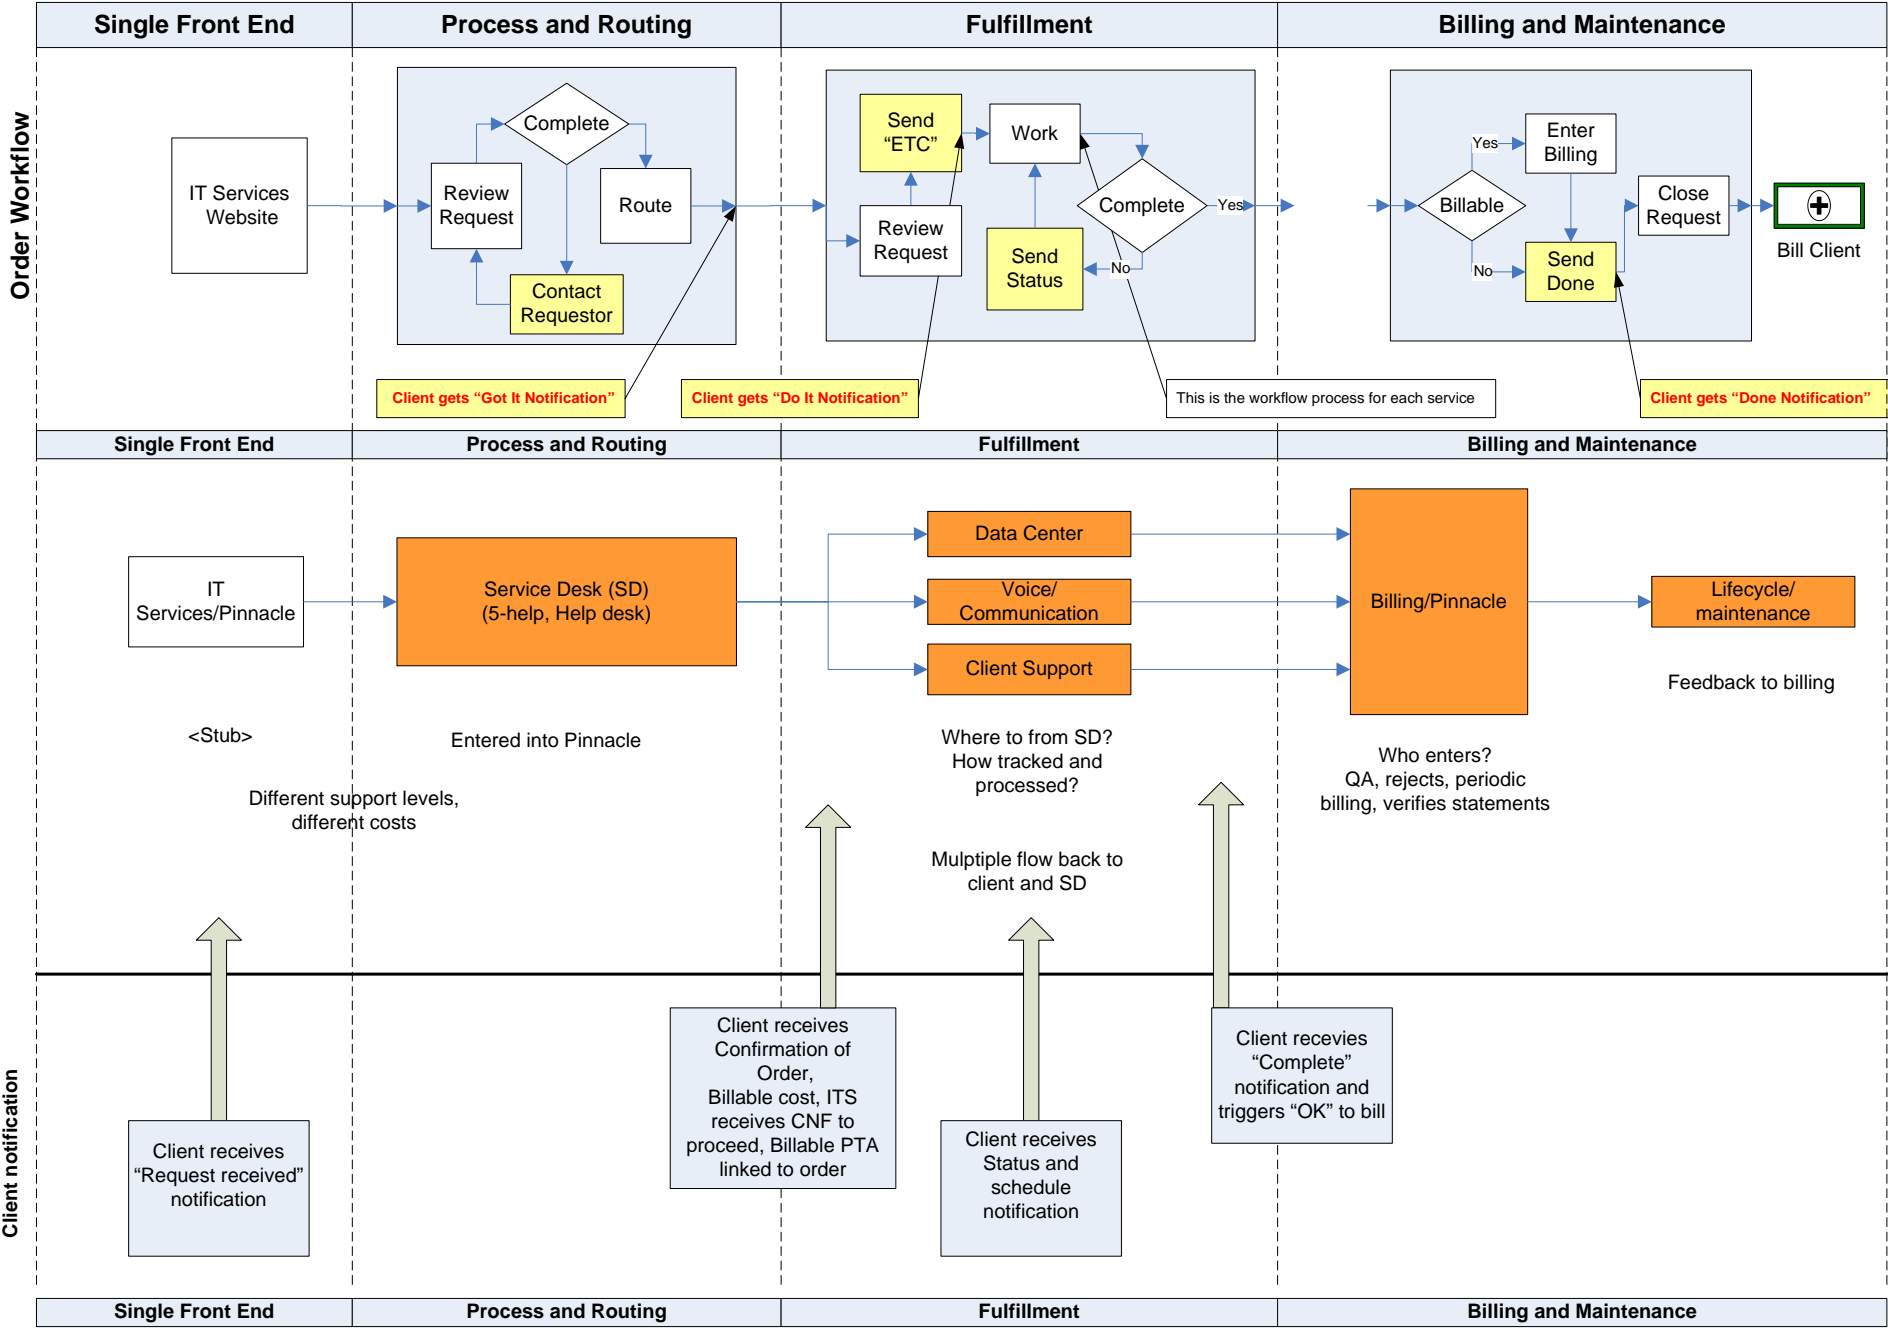 Single Front End
Process and Routing
Fulfillment
Billing and Maintenance
Order Workflow
IT Services
Website
Complete
Review
Request
Route
Contact
Requestor
Send
“ETC”
Work
Review
Request
Send
Status
Complete
Yes
No
Billable
Yes
No
Enter
Billing
Send
Done
Close
Request
Bill Client
Client gets “Got It Notification”
Client gets “Do It Notification”
This is the workflow process for each service
Client gets “Done Notification”
Single Front End
Process and Routing
Fulfillment
Billing and Maintenance
IT
Services/Pinnacle
Service Desk (SD)
(5-help, Help desk)
Data Center
Voice/
Communication
Client Support
Billing/Pinnacle
Lifecycle/
maintenance
Feedback to billing
<Stub>
Entered into Pinnacle
Different support levels,
different costs
Where to from SD?
How tracked and
processed?
Mulptiple flow back to
client and SD
Who enters?
QA, rejects, periodic
billing, verifies statements
Client notification
Client receives
“Request received”
notification
Client receives
Confirmation of
Order,
Billable cost, ITS
receives CNF to
proceed, Billable PTA
linked to order
Client receives
Status and
schedule
notification
Client recevies
“Complete”
notification and
triggers “OK” to bill
Single Front End
Process and Routing
Fulfillment
Billing and Maintenance